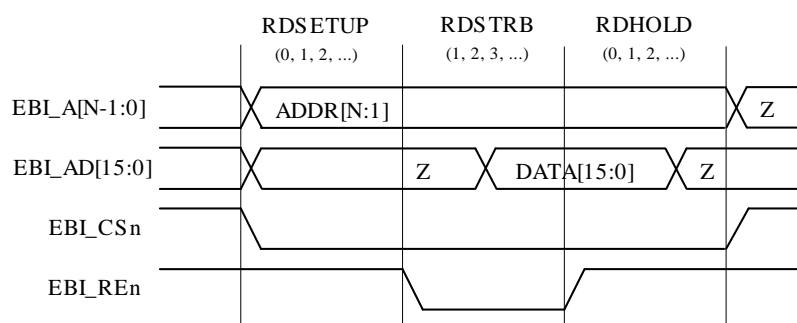 RDSETUP RDSTRB RDHOLD
(0, 1, 2, ...) (1, 2, 3, ...) (0, 1, 2, ...)
EBI_A[N-1:0] ADDR[N:1] Z
EBI_AD[15:0] Z DATA[15:0] Z
EBI_CSn
EBI_REn